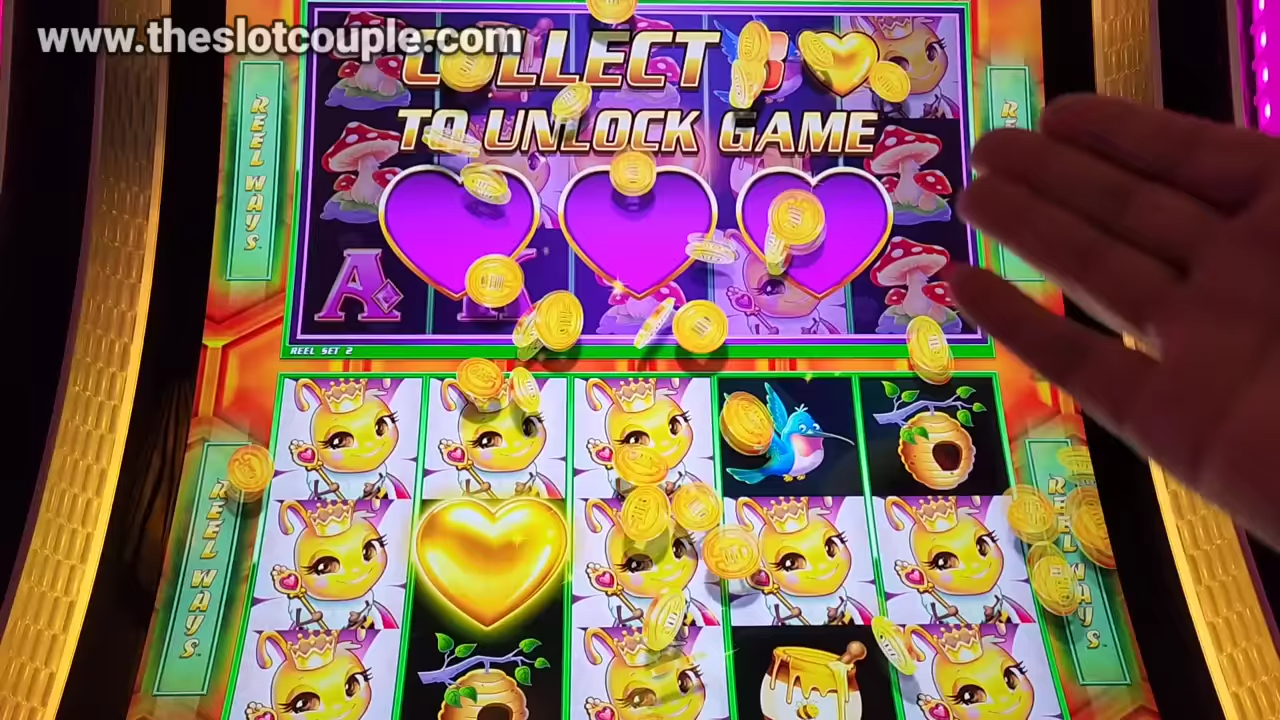 www.theslotcouple.com
COLLECT
TO UNLOCK GAME
REEL WAYS
REEL SET 2
A
REEL WAYS
REEL WAYS